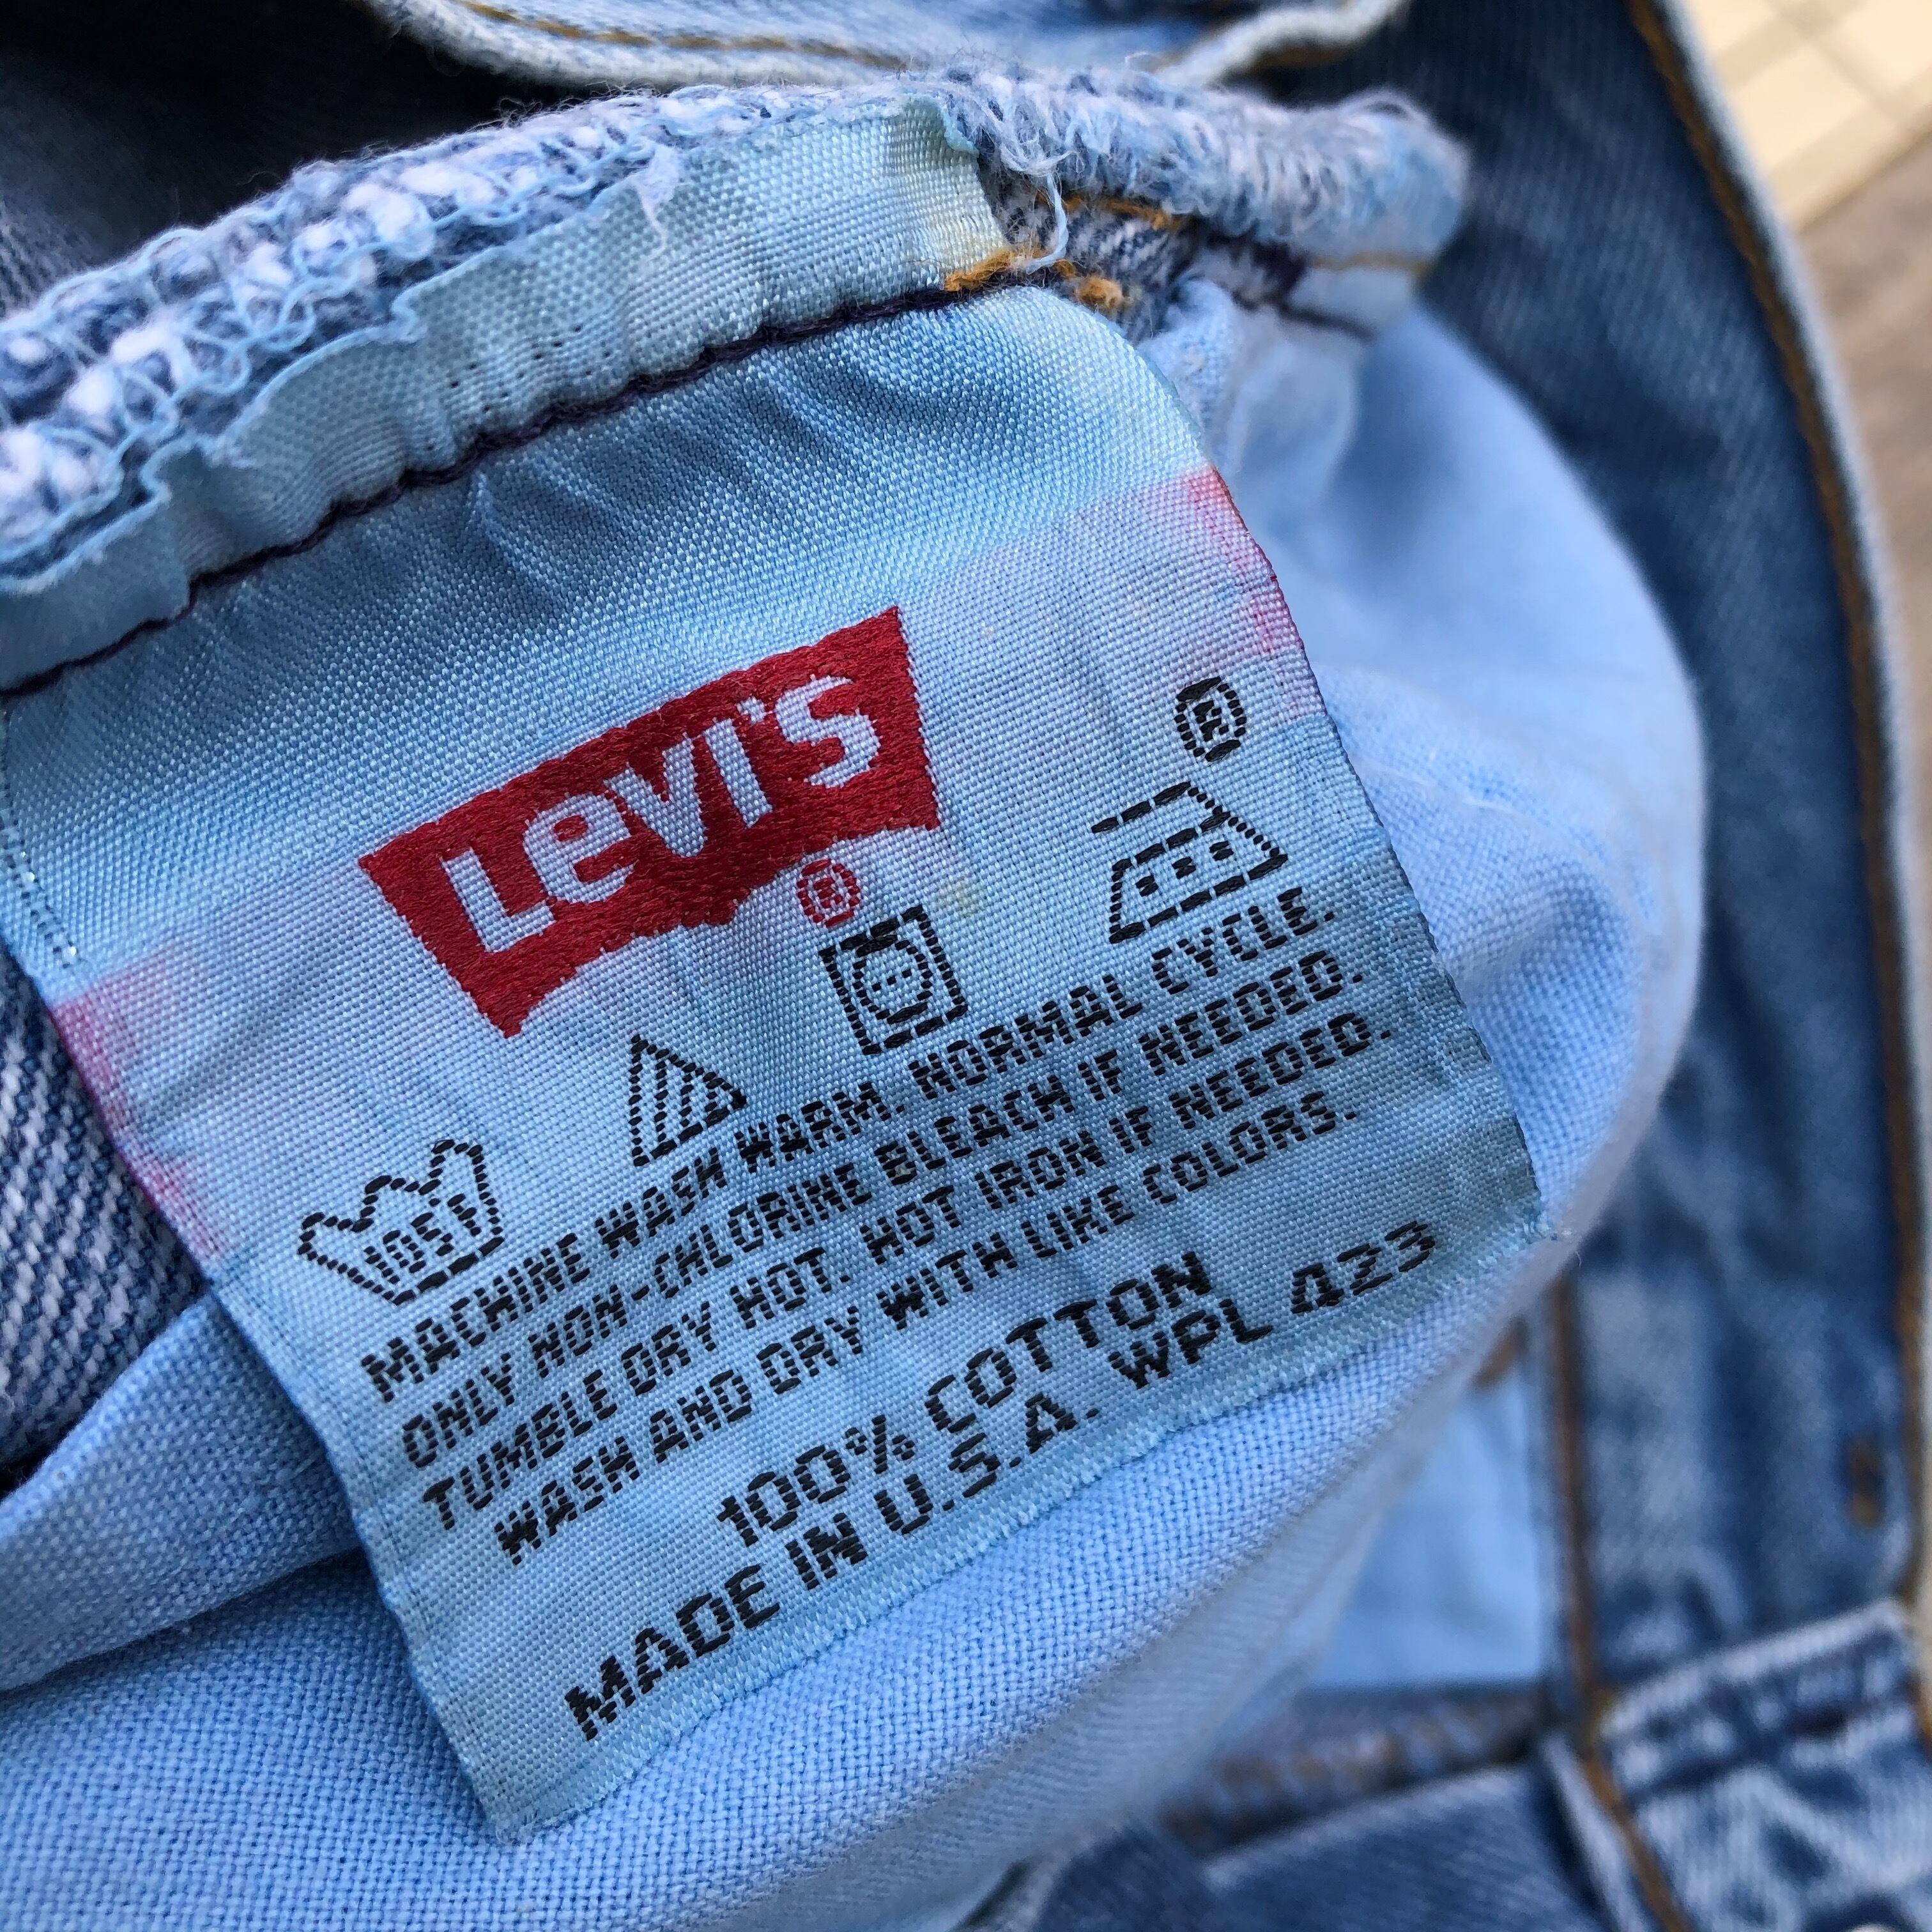 Levi's
®
®
105F
MACHINE WASH WARM. NORMAL CYCLE.
ONLY NON-CHLORINE BLEACH IF NEEDED.
TUMBLE DRY HOT. HOT IRON IF NEEDED.
WASH AND DRY WITH LIKE COLORS.
100% COTTON
MADE IN U.S.A. WPL 423